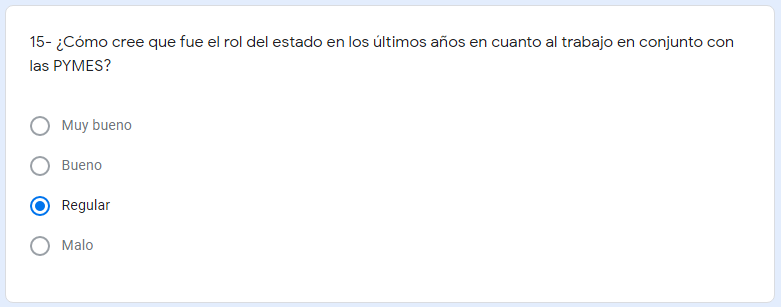 15- ¿Cómo cree que fue el rol del estado en los últimos años en cuanto al trabajo en conjunto con
las PYMES?
Muy bueno
Bueno
Regular
Malo